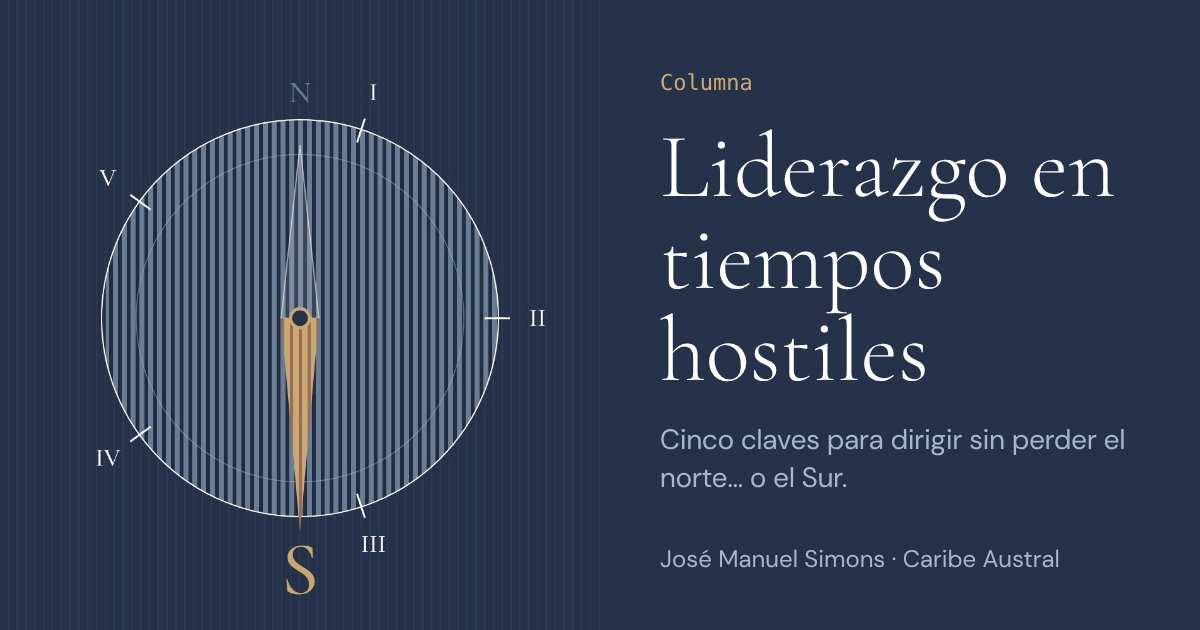 N
I
V
II
IV
III
S
Columna
Liderazgo en
tiempos
hostiles
Cinco claves para dirigir sin perder el
norte... o el Sur.
José Manuel Simons · Caribe Austral